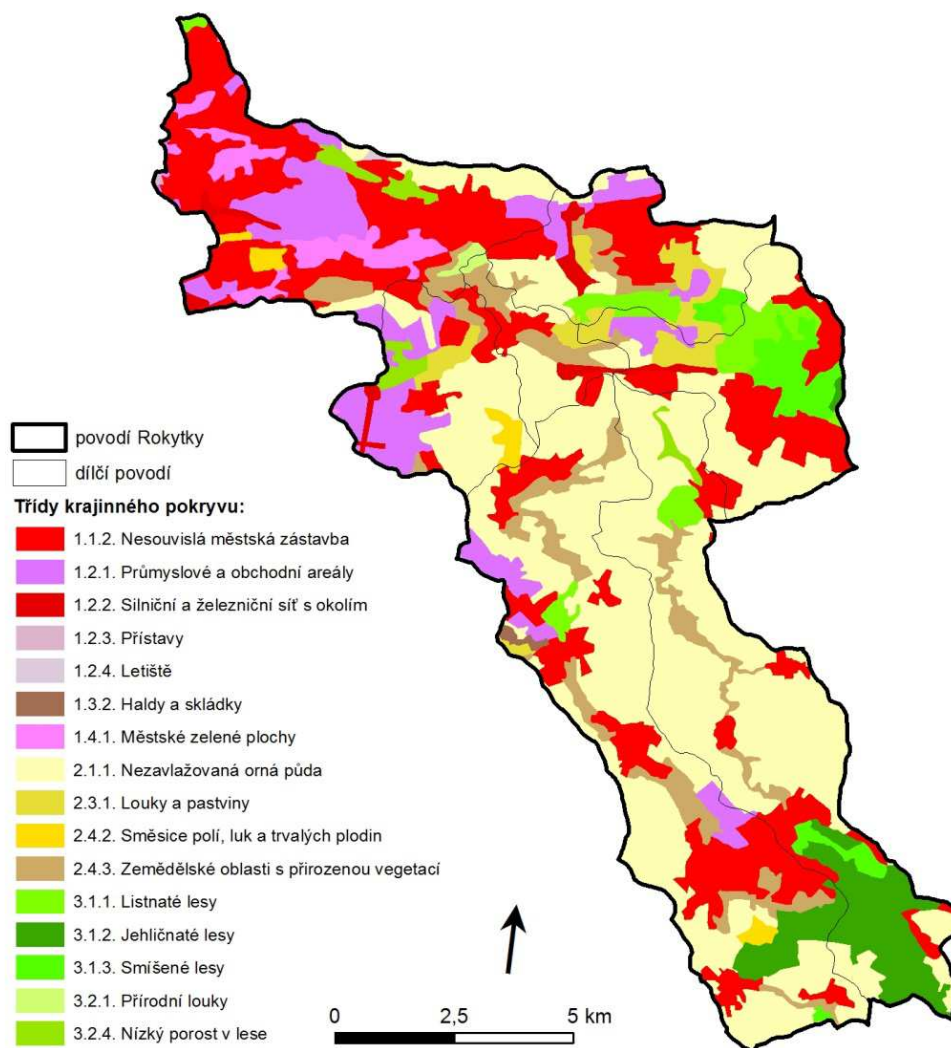 povodí Rokytky
dílčí povodí
Třídy krajinného pokryvu:
1.1.2. Nesouvislá městská zástavba
1.2.1. Průmyslové a obchodní areály
1.2.2. Silniční a železniční síť s okolím
1.2.3. Přístavy
1.2.4. Letiště
1.3.2. Haldy a skládky
1.4.1. Městské zelené plochy
2.1.1. Nezavlažovaná orná půda
2.3.1. Louky a pastviny
2.4.2. Směsice polí, luk a trvalých plodin
2.4.3. Zemědělské oblasti s přirozenou vegetací
3.1.1. Listnaté lesy
3.1.2. Jehličnaté lesy
3.1.3. Smíšené lesy
3.2.1. Přírodní louky
3.2.4. Nízký porost v lese
0 2,5 5 km